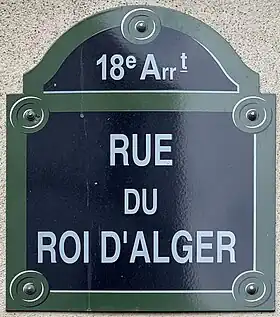 18e Arrt
RUE
DU
ROI D'ALGER